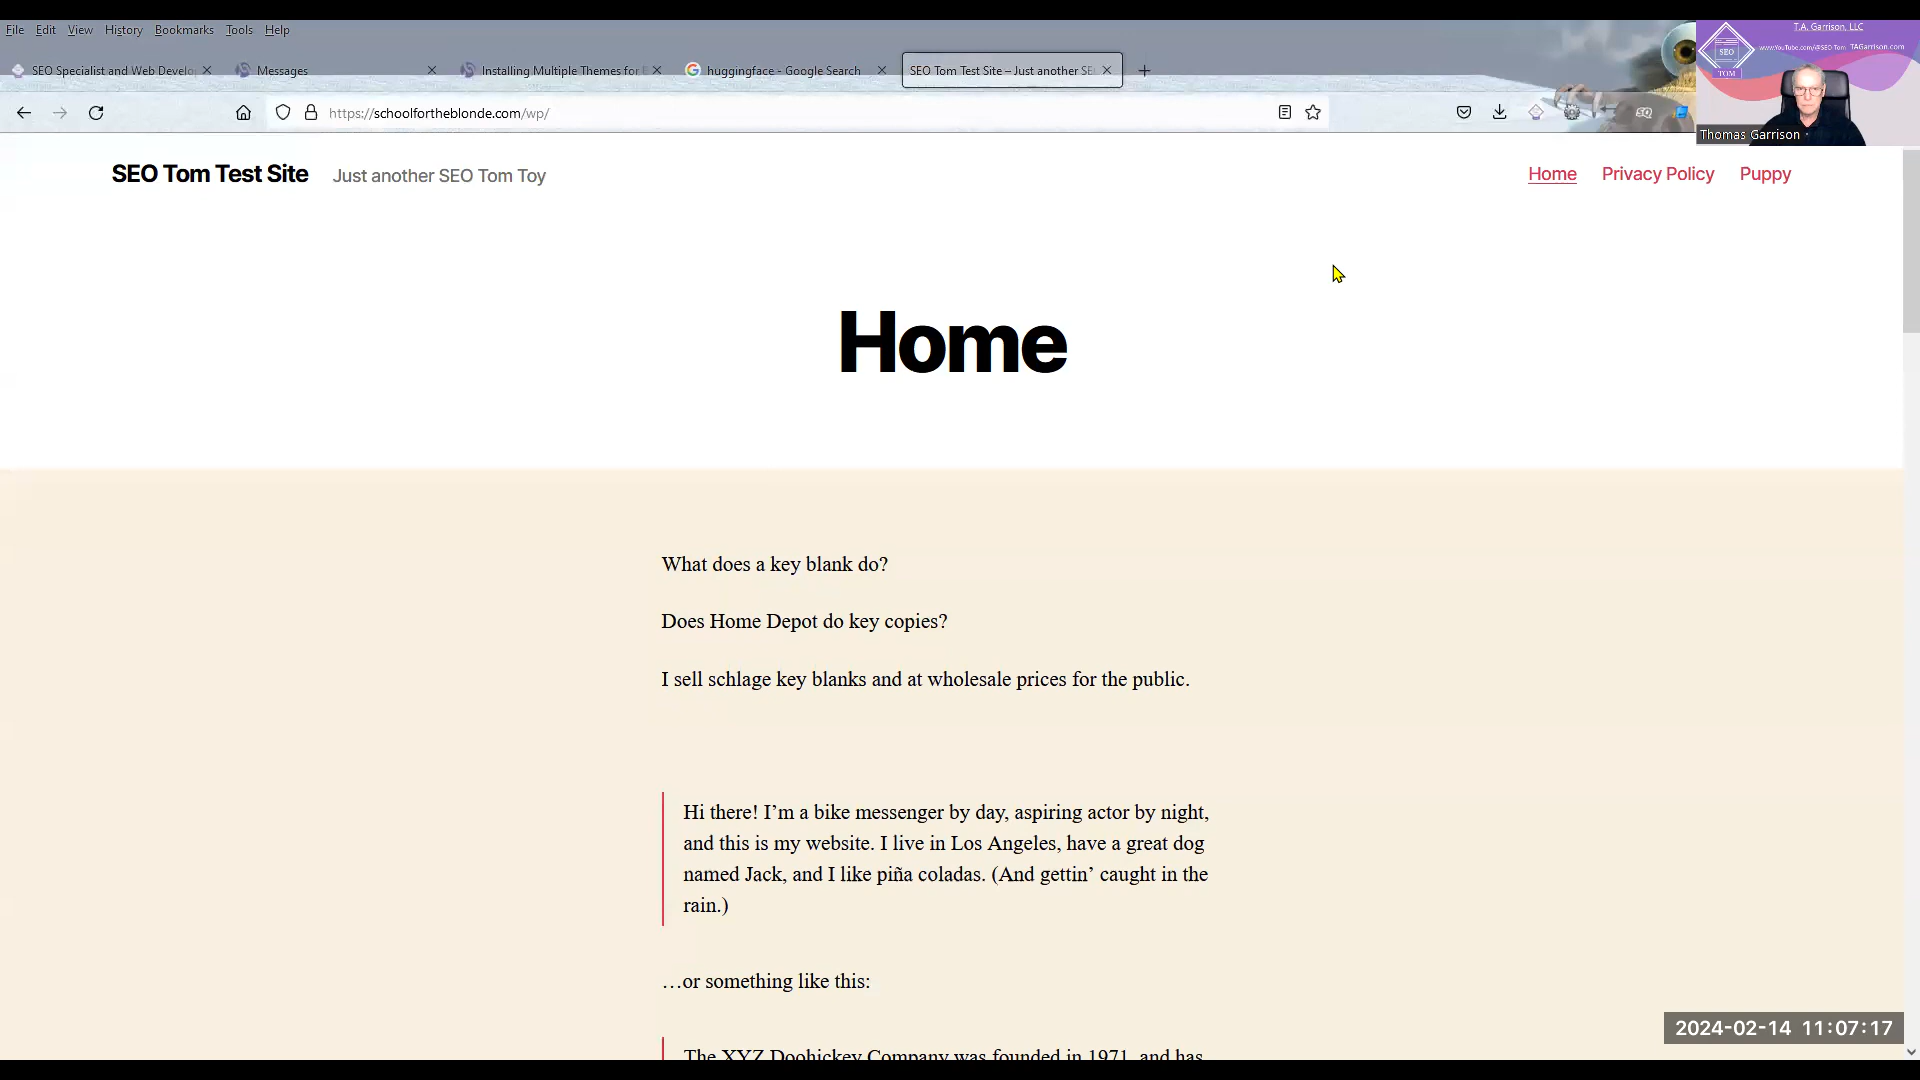 File Edit View History Bookmarks Tools Help
T.A. Garrison, LLC
www.YouTube.com/@SEO-Tom TAGarrison.com
SEO
TOM
SEO Specialist and Web Develo
Messages
Installing Multiple Themes for
huggingface - Google Search
SEO Tom Test Site – Just another SE
https://schoolfortheblonde.com/wp/
SQ
Thomas Garrison
SEO Tom Test Site Just another SEO Tom Toy
Home Privacy Policy Puppy
Home
What does a key blank do?
Does Home Depot do key copies?
I sell schlage key blanks and at wholesale prices for the public.
Hi there! I’m a bike messenger by day, aspiring actor by night,
and this is my website. I live in Los Angeles, have a great dog
named Jack, and I like piña coladas. (And gettin’ caught in the
rain.)
…or something like this:
The XYZ Doohickey Company was founded in 1971, and has
2024-02-14 11:07:17